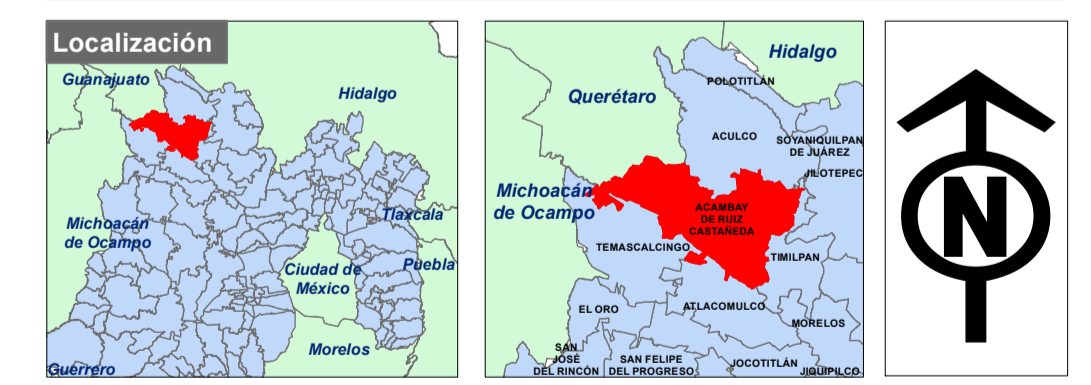 Localización
Guanajuato
Hidalgo
Michoacán
de Ocampo
Tlaxcala
Puebla
Ciudad de
México
Morelos
Guerrero
Hidalgo
Querétaro
POLOTITLÁN
ACULCO
SOYANIQUILPAN
DE JUÁREZ
JILOTEPEC
Michoacán
de Ocampo
ACAMBAY
DE RUIZ
CASTAÑEDA
TEMASCALCINGO
TIMILPAN
EL ORO
ATLACOMULCO
MORELOS
SAN
JOSÉ
DEL RINCÓN
SAN FELIPE
DEL PROGRESO
JOCOTITLÁN
JIQUIPILCO
N